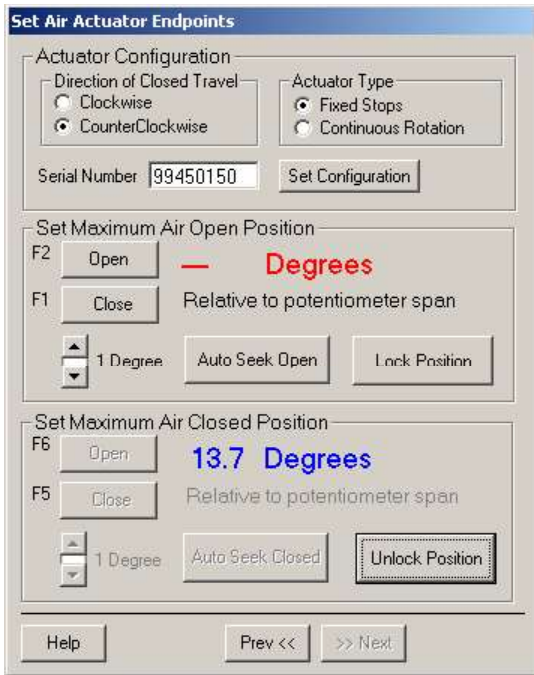 Set Air Actuator Endpoints
Actuator Configuration
Direction of Closed Travel
Clockwise
CounterClockwise
Actuator Type
Fixed Stops
Continuous Rotation
Serial Number 99450150 Set Configuration
Set Maximum Air Open Position
F2 Open — Degrees
F1 Close Relative to potentiometer span
1 Degree Auto Seek Open Lock Position
Set Maximum Air Closed Position
F6 Open 13.7 Degrees
F5 Close Relative to potentiometer span
1 Degree Auto Seek Closed Unlock Position
Help Prev << >> Next